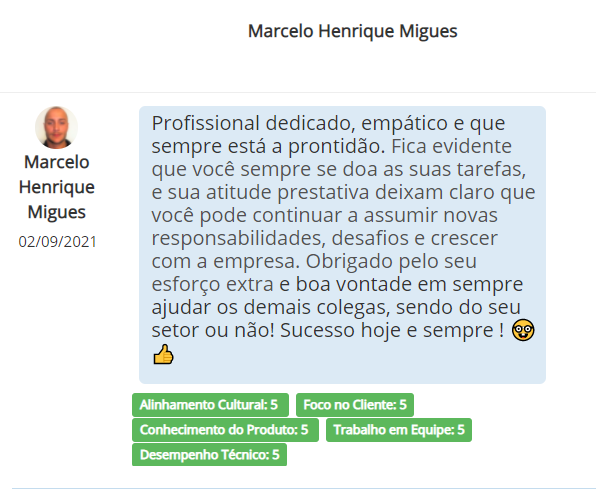 Marcelo Henrique Migues
Marcelo
Henrique
Migues
02/09/2021
Profissional dedicado, empático e que
sempre está a prontidão. Fica evidente
que você sempre se doa as suas tarefas,
e sua atitude prestativa deixam claro que
você pode continuar a assumir novas
responsabilidades, desafios e crescer
com a empresa. Obrigado pelo seu
esforço extra e boa vontade em sempre
ajudar os demais colegas, sendo do seu
setor ou não! Sucesso hoje e sempre ! 🤓
👍
Alinhamento Cultural: 5 Foco no Cliente: 5
Conhecimento do Produto: 5 Trabalho em Equipe: 5
Desempenho Técnico: 5